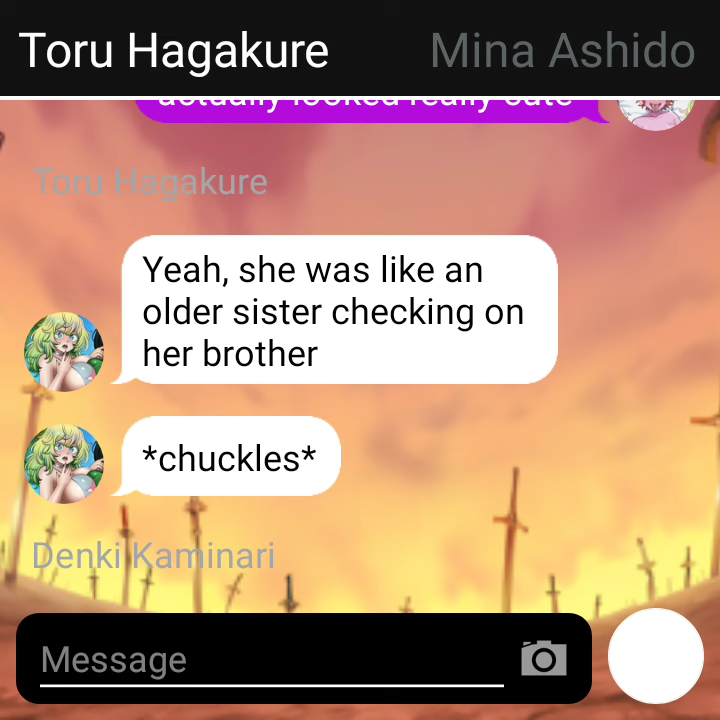 Toru Hagakure Mina Ashido
actually looked really cute
Toru Hagakure
Yeah, she was like an
older sister checking on
her brother
*chuckles*
Denki Kaminari
Message